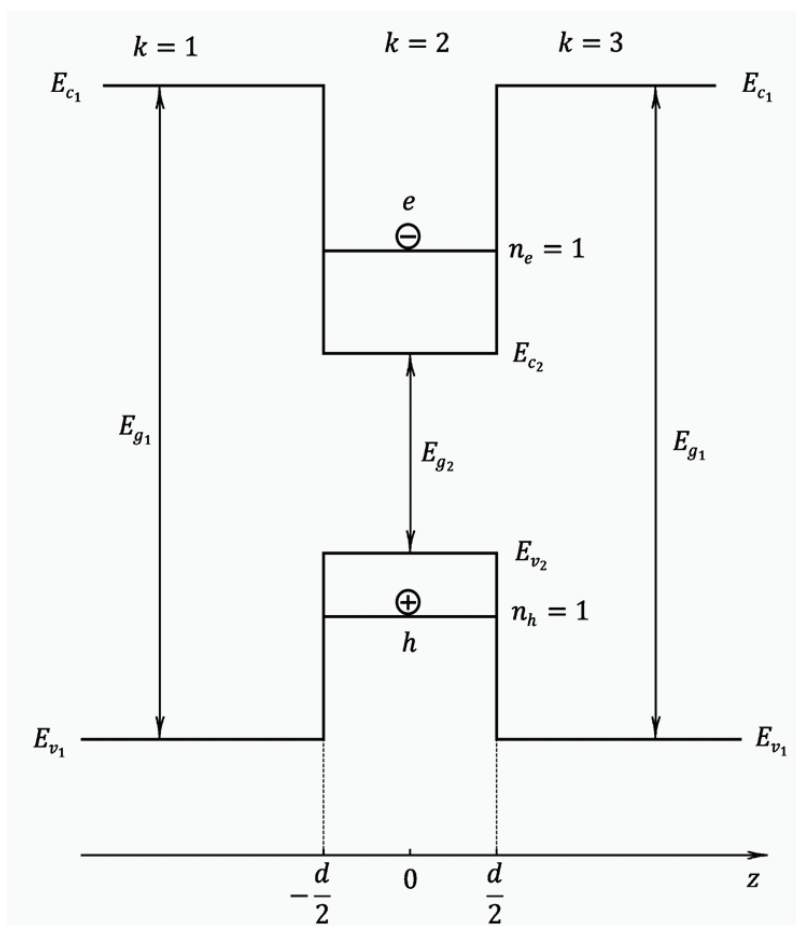 k = 1
k = 2
k = 3
E_{c_1}
E_{c_1}
e
−
n_e = 1
E_{c_2}
E_{g_1}
E_{g_2}
E_{g_1}
E_{v_2}
+
n_h = 1
h
E_{v_1}
E_{v_1}
−d/2
0
d/2
z